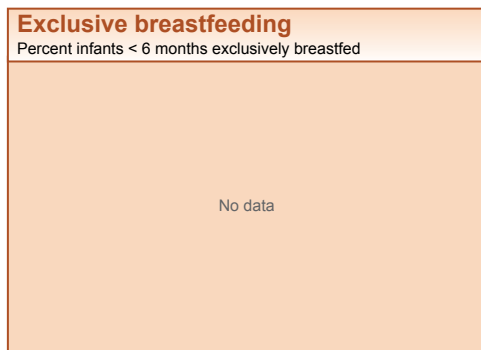 Exclusive breastfeeding
Percent infants < 6 months exclusively breastfed
No data